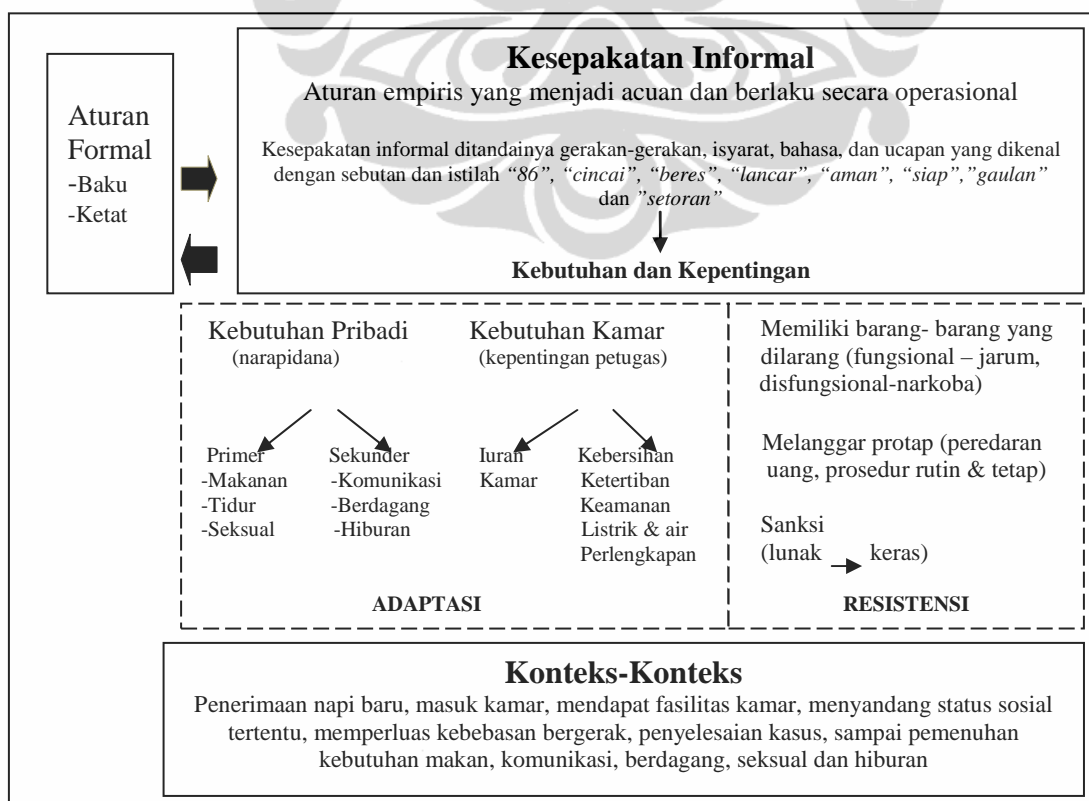 Aturan
Formal
-Baku
-Ketat
Kesepakatan Informal
Aturan empiris yang menjadi acuan dan berlaku secara operasional
Kesepakatan informal ditandainya gerakan-gerakan, isyarat, bahasa, dan ucapan yang dikenal
dengan sebutan dan istilah “86”, “cincai”, “beres”, “lancar”, “aman”, “siap”,”gaulan”
dan ”setoran”
Kebutuhan dan Kepentingan
Kebutuhan Pribadi
(narapidana)
Primer
-Makanan
-Tidur
-Seksual
Sekunder
-Komunikasi
-Berdagang
-Hiburan
Kebutuhan Kamar
(kepentingan petugas)
Iuran
Kamar
Kebersihan
Ketertiban
Keamanan
Listrik & air
Perlengkapan
ADAPTASI
Memiliki barang- barang yang
dilarang (fungsional – jarum,
disfungsional-narkoba)
Melanggar protap (peredaran
uang, prosedur rutin & tetap)
Sanksi
(lunak keras)
RESISTENSI
Konteks-Konteks
Penerimaan napi baru, masuk kamar, mendapat fasilitas kamar, menyandang status sosial
tertentu, memperluas kebebasan bergerak, penyelesaian kasus, sampai pemenuhan
kebutuhan makan, komunikasi, berdagang, seksual dan hiburan